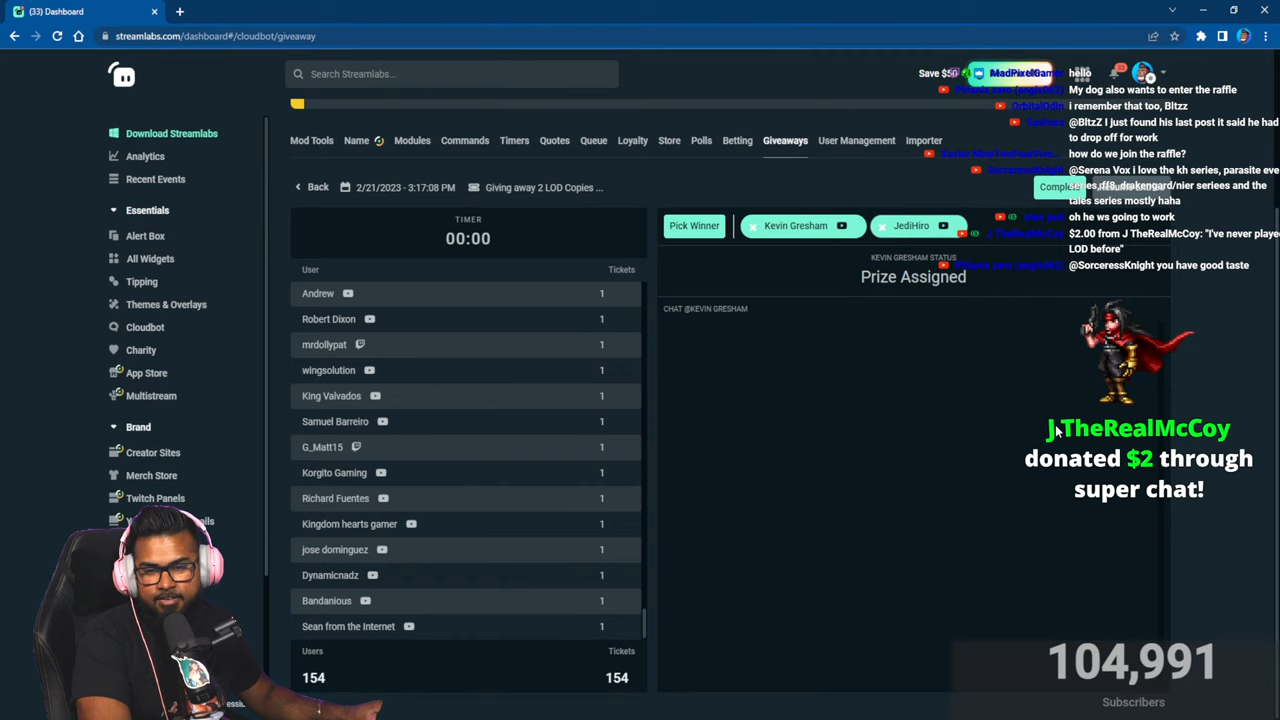 (33) Dashboard
streamlabs.com/dashboard#/cloudbot/giveaway
Search Streamlabs...
Save $50
MadPixelGamer hello
My dog also wants to enter the raffle
OrbitalOdin i remember that too, Bltzz
@BltzZ I just found his last post it said he had
to drop off for work
how do we join the raffle?
SorceressKnight @Serena Vox i love the kh series, parasite eve
series, ff8, drakengard/nier seriees and the
tales series mostly haha
oh he ws going to work
J TheRealMcCoy $2.00 from J TheRealMcCoy: "I've never played
LOD before"
@SorceressKnight you have good taste
Download Streamlabs
Analytics
Recent Events
Essentials
Alert Box
All Widgets
Tipping
Themes & Overlays
Cloudbot
Charity
App Store
Multistream
Brand
Creator Sites
Merch Store
Twitch Panels
Mod Tools Name Modules Commands Timers Quotes Queue Loyalty Store Polls Betting Giveaways User Management Importer
Back 2/21/2023 - 3:17:08 PM Giving away 2 LOD Copies ...
TIMER
00:00
User Tickets
Andrew 1
Robert Dixon 1
mrdollypat 1
wingsolution 1
King Valvados 1
Samuel Barreiro 1
G_Matt15 1
Korgito Gaming 1
Richard Fuentes 1
Kingdom hearts gamer 1
jose dominguez 1
Dynamicnadz 1
Bandanious 1
Sean from the Internet 1
Users Tickets
154 154
Pick Winner Kevin Gresham JediHiro
KEVIN GRESHAM STATUS
Prize Assigned
CHAT @KEVIN GRESHAM
J TheRealMcCoy
donated $2 through
super chat!
104,991
Subscribers